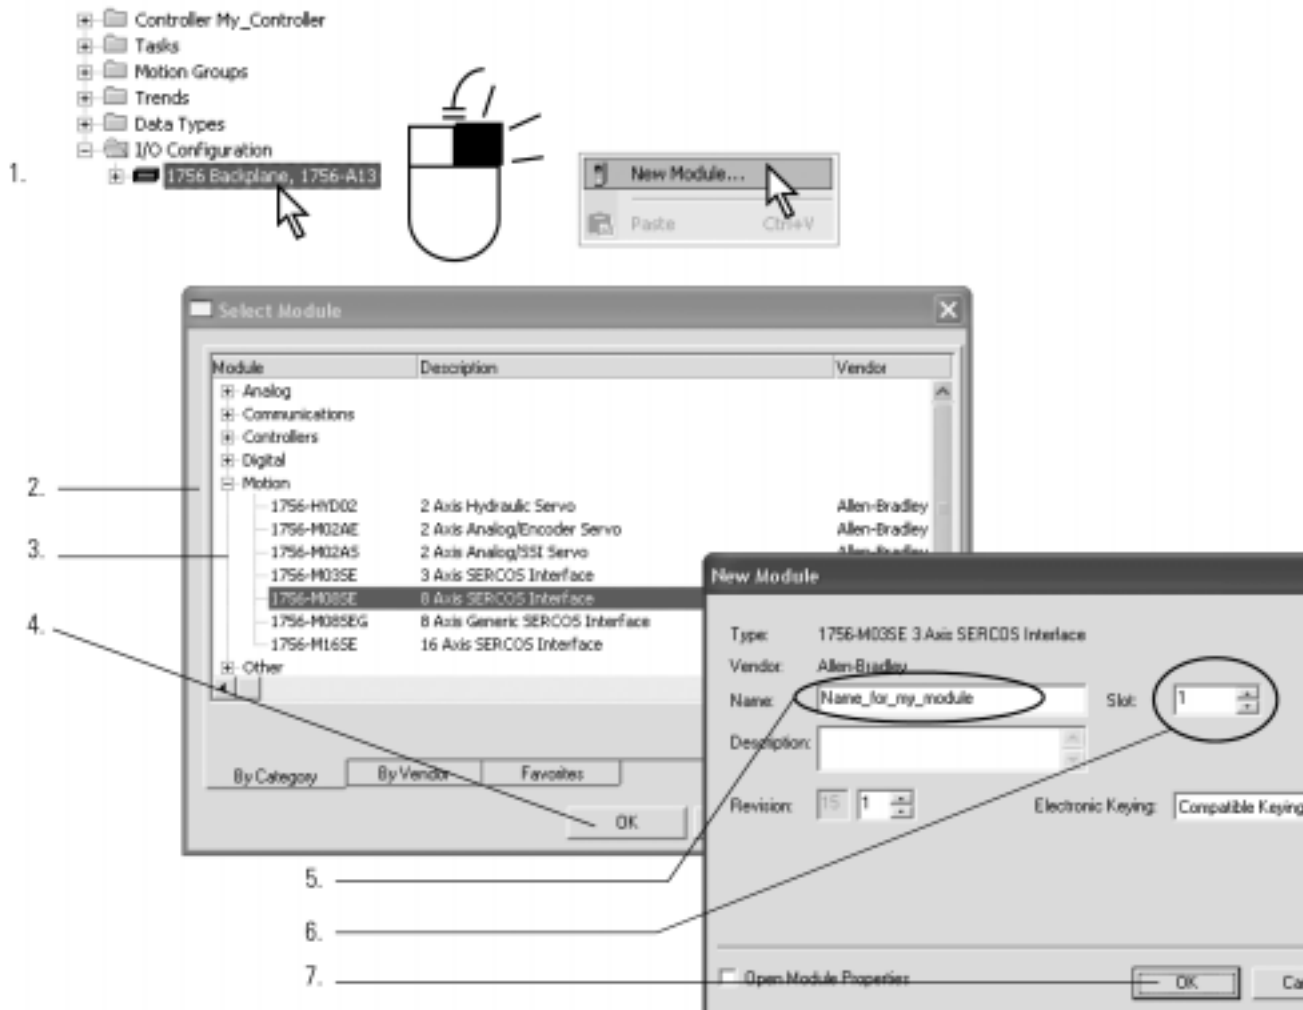 Controller My_Controller
Tasks
Motion Groups
Trends
Data Types
I/O Configuration
1.
1756 Backplane, 1756-A13
New Module...
Paste Ctrl+V
Select Module
Module Description Vendor
Analog
Communications
Controllers
Digital
2.
Motion
1756-HYD02 2 Axis Hydraulic Servo Allen-Bradley
1756-M02AE 2 Axis Analog/Encoder Servo Allen-Bradley
3.
1756-M02AS 2 Axis Analog/SSI Servo Allen-Bradley
1756-M03SE 3 Axis SERCOS Interface
1756-M08SE 8 Axis SERCOS Interface
4.
1756-M08SEG 8 Axis Generic SERCOS Interface
1756-M16SE 16 Axis SERCOS Interface
Other
By Category By Vendor Favorites
OK
New Module
Type: 1756-M03SE 3 Axis SERCOS Interface
Vendor: Allen-Bradley
Name: Name_for_my_module Slot: 1
Description:
Revision: 15 1 Electronic Keying: Compatible Keying
5.
6.
7.
Open Module Properties OK Ca